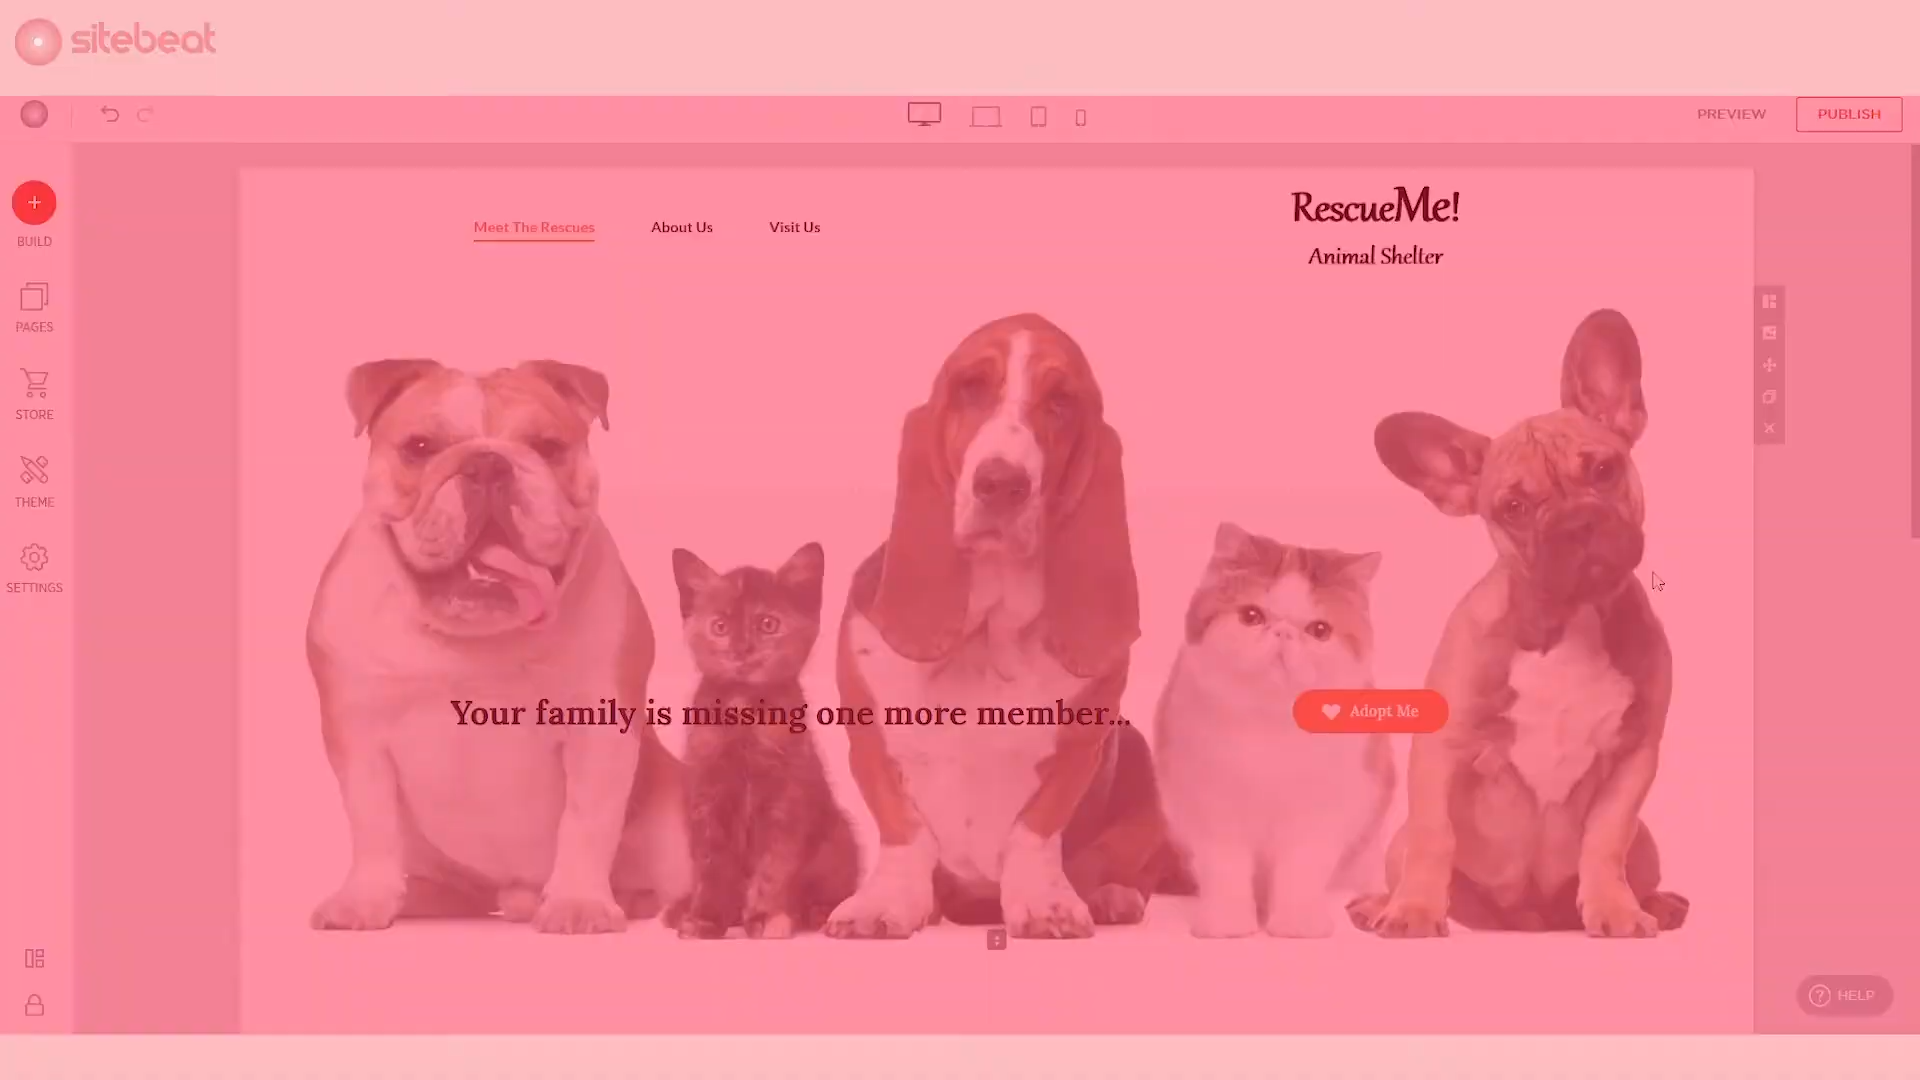 sitebeat
PREVIEW
PUBLISH
BUILD
PAGES
STORE
THEME
SETTINGS
Meet The Rescues
About Us
Visit Us
RescueMe!
Animal Shelter
Your family is missing one more member...
Adopt Me
? HELP